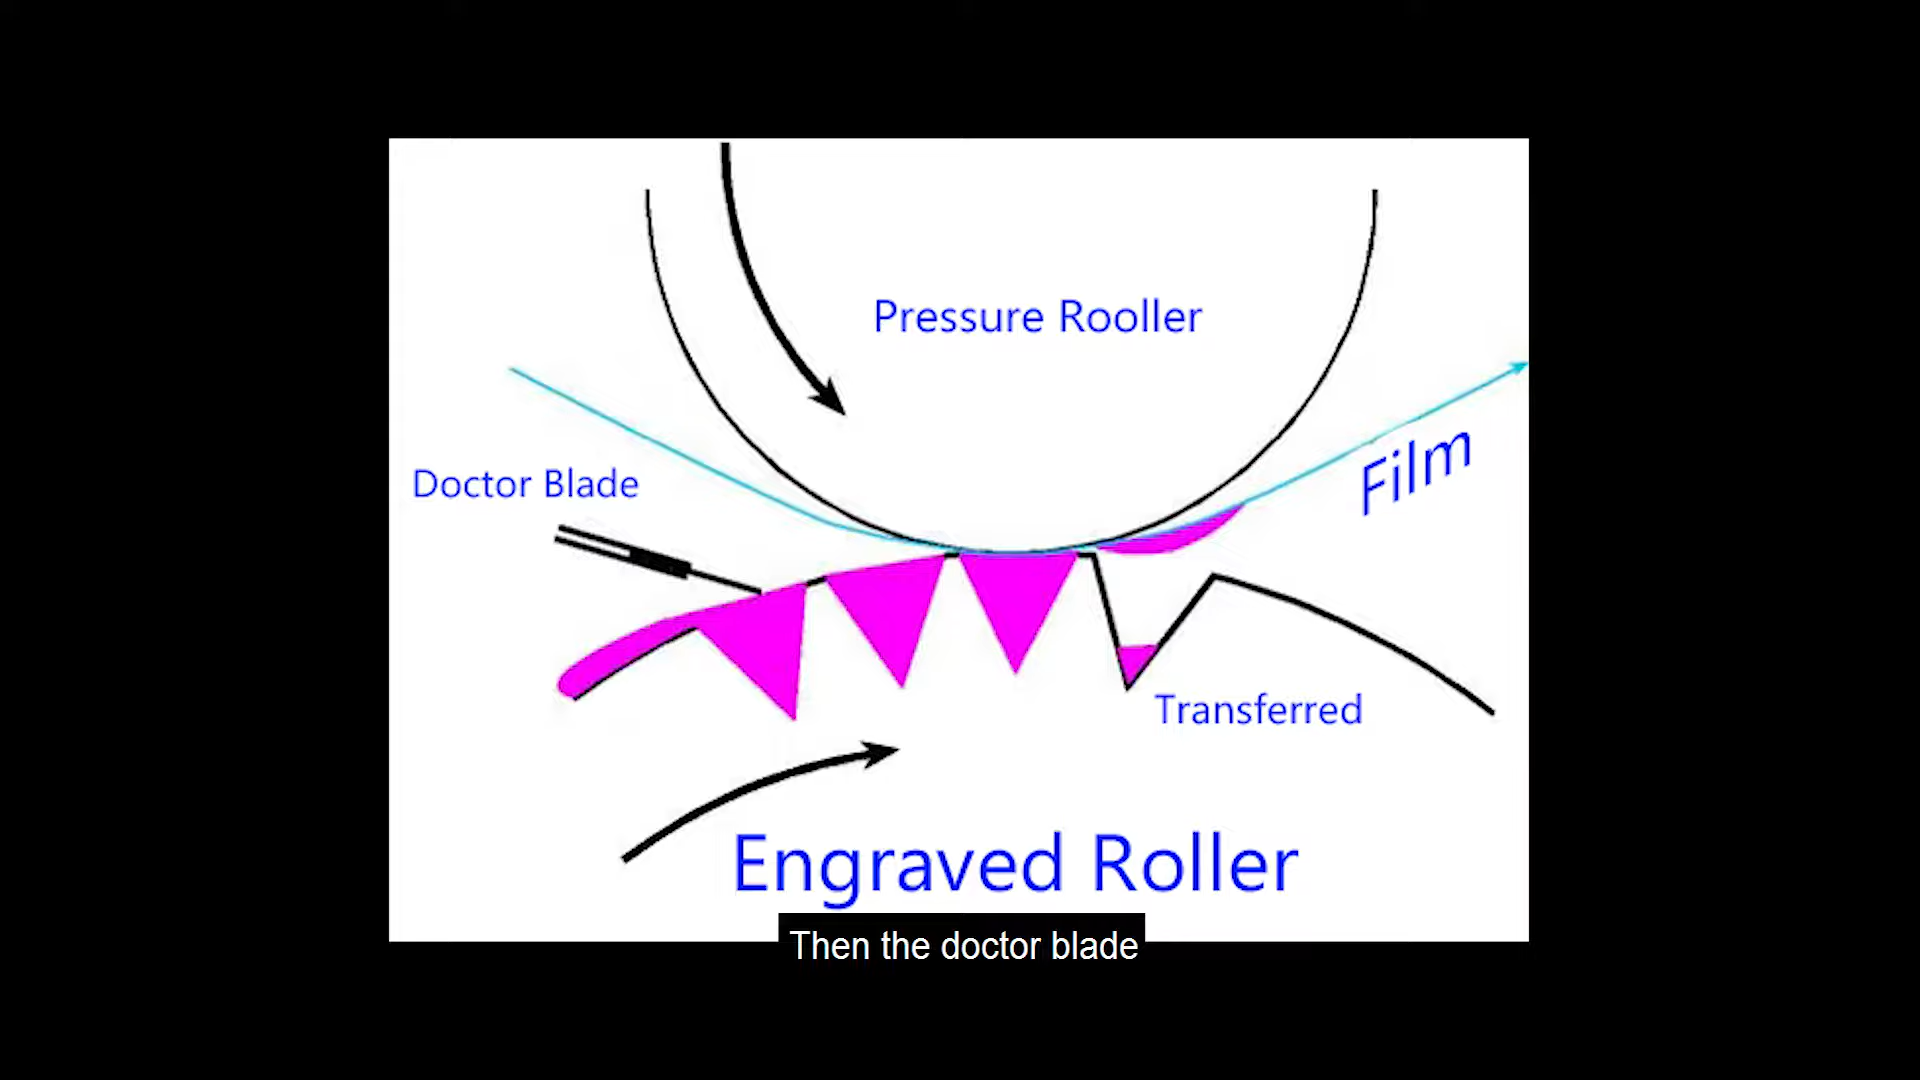 Pressure Rooller
Film
Doctor Blade
Transferred
Engraved Roller
Then the doctor blade